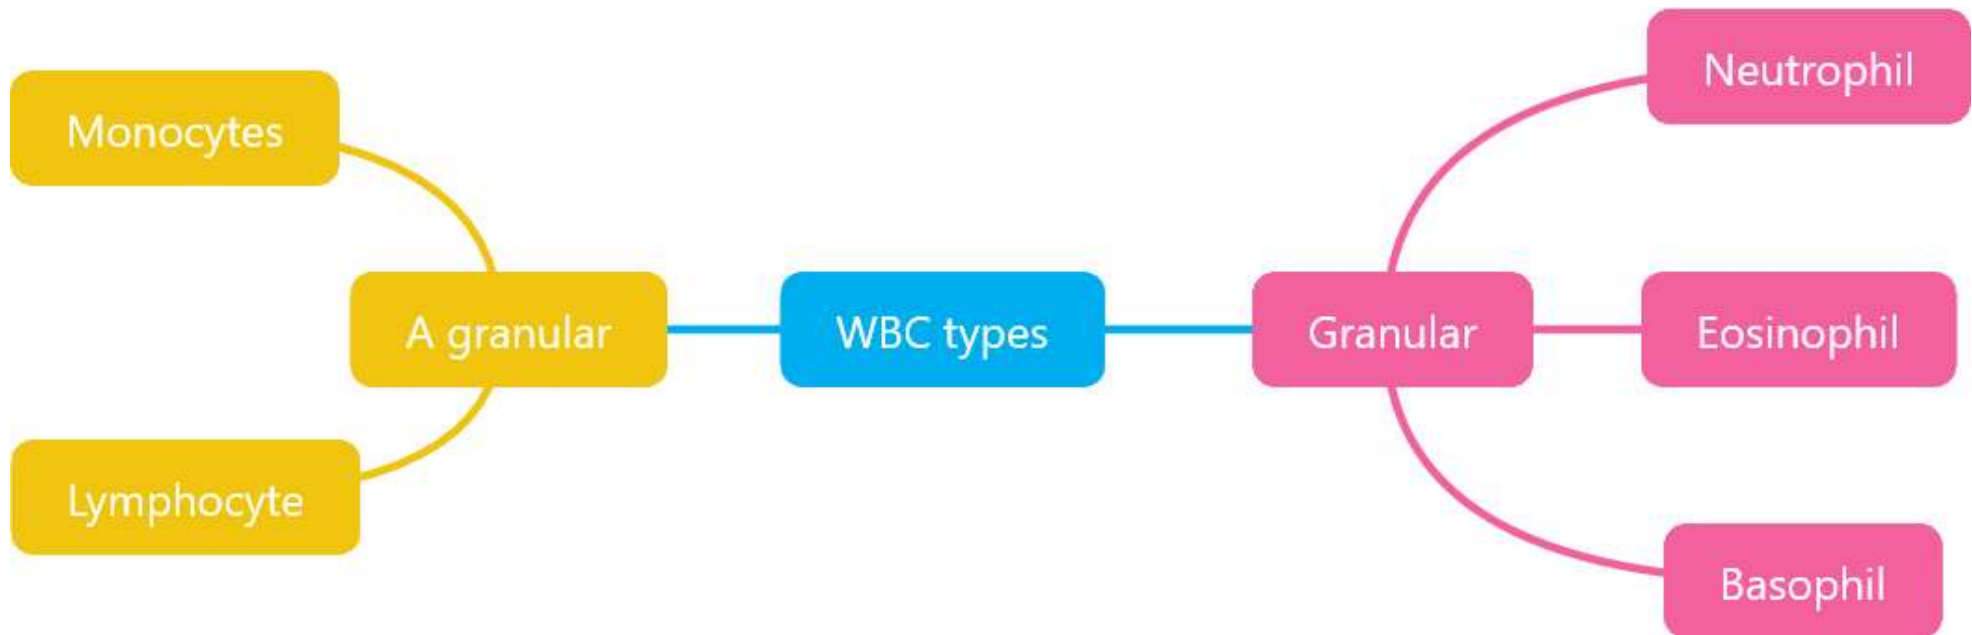 Monocytes
Lymphocyte
A granular
WBC types
Granular
Neutrophil
Eosinophil
Basophil